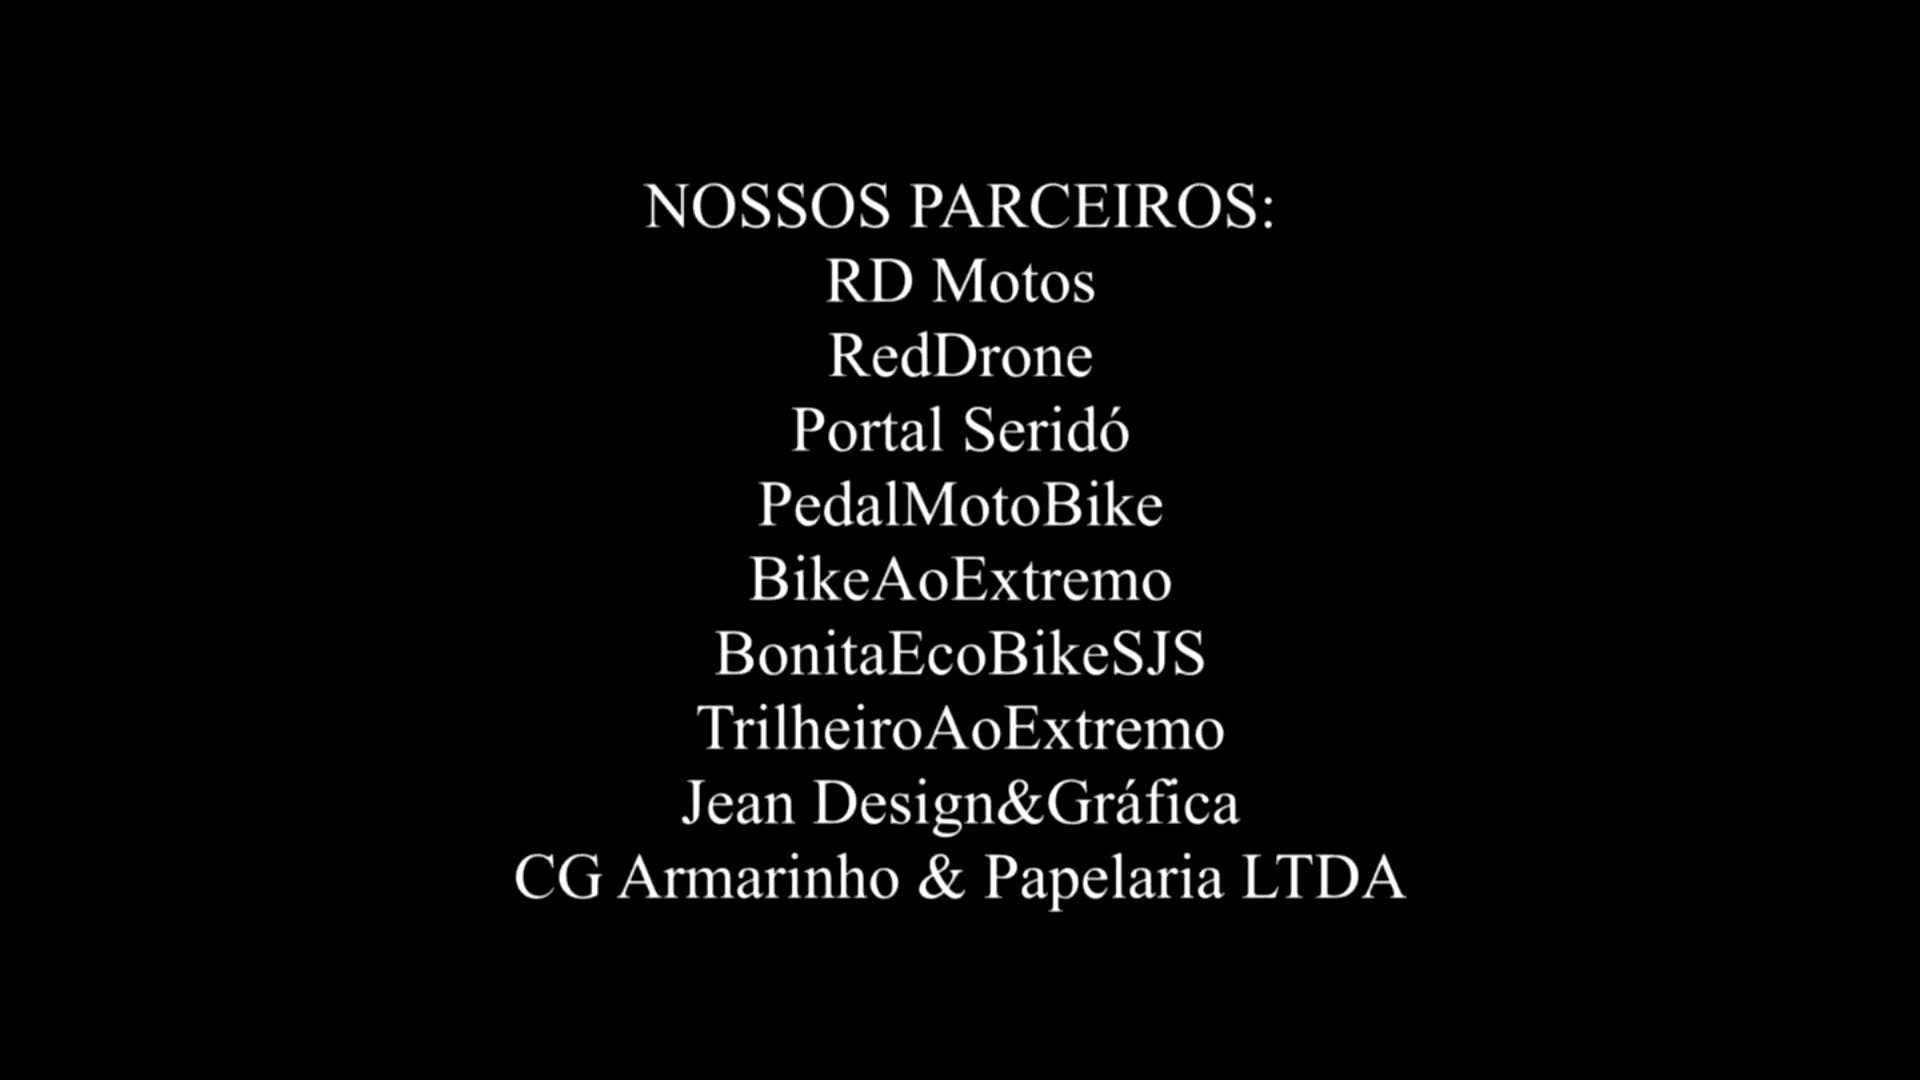 NOSSOS PARCEIROS:
RD Motos
RedDrone
Portal Seridó
PedalMotoBike
BikeAoExtremo
BonitaEcoBikeSJS
TrilheiroAoExtremo
Jean Design&Gráfica
CG Armarinho & Papelaria LTDA